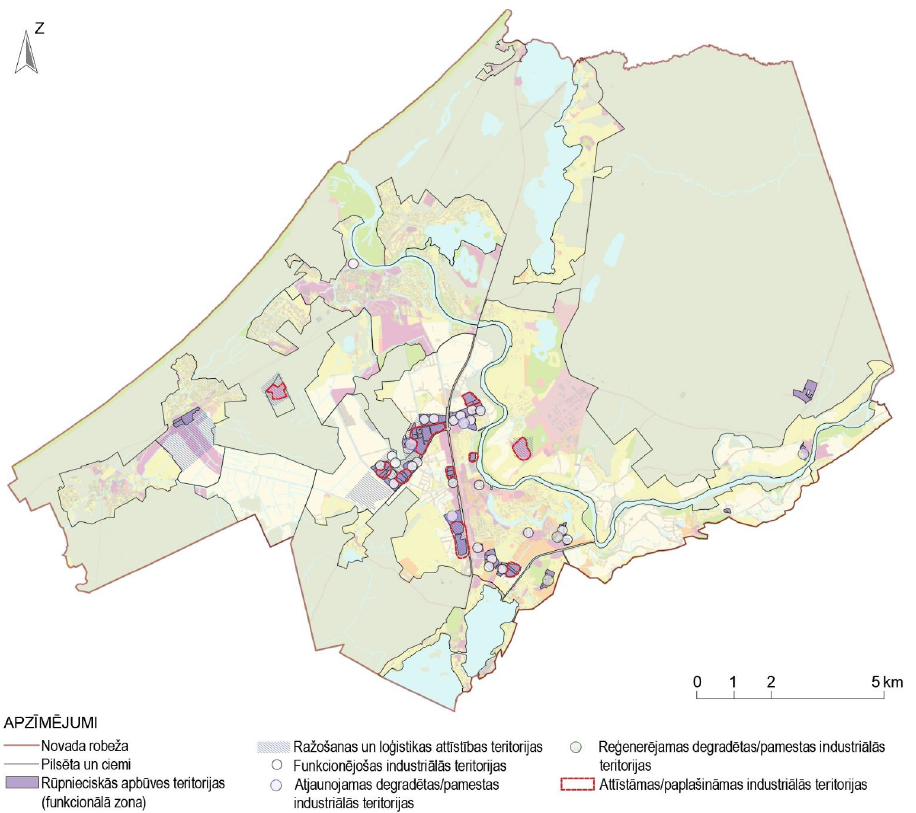 Z
0 1 2 5 km
APZĪMĒJUMI
Novada robeža
Pilsēta un ciemi
Rūpnieciskās apbūves teritorijas
(funkcionālā zona)
Ražošanas un loģistikas attīstības teritorijas
Funkcionējošas industriālās teritorijas
Atjaunojamas degradētas/pamestas
industriālās teritorijas
Reģenerējamas degradētas/pamestas industriālās
teritorijas
Attīstāmas/paplašināmas industriālās teritorijas